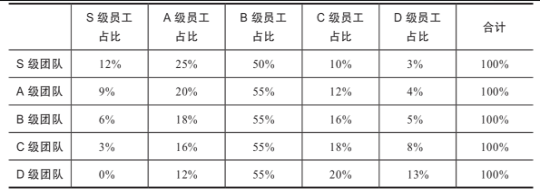 S 级员工 A 级员工 B 级员工 C 级员工 D 级员工 合计
占比 占比 占比 占比 占比
S 级团队 12% 25% 50% 10% 3% 100%
A 级团队 9% 20% 55% 12% 4% 100%
B 级团队 6% 18% 55% 16% 5% 100%
C 级团队 3% 16% 55% 18% 8% 100%
D 级团队 0% 12% 55% 20% 13% 100%